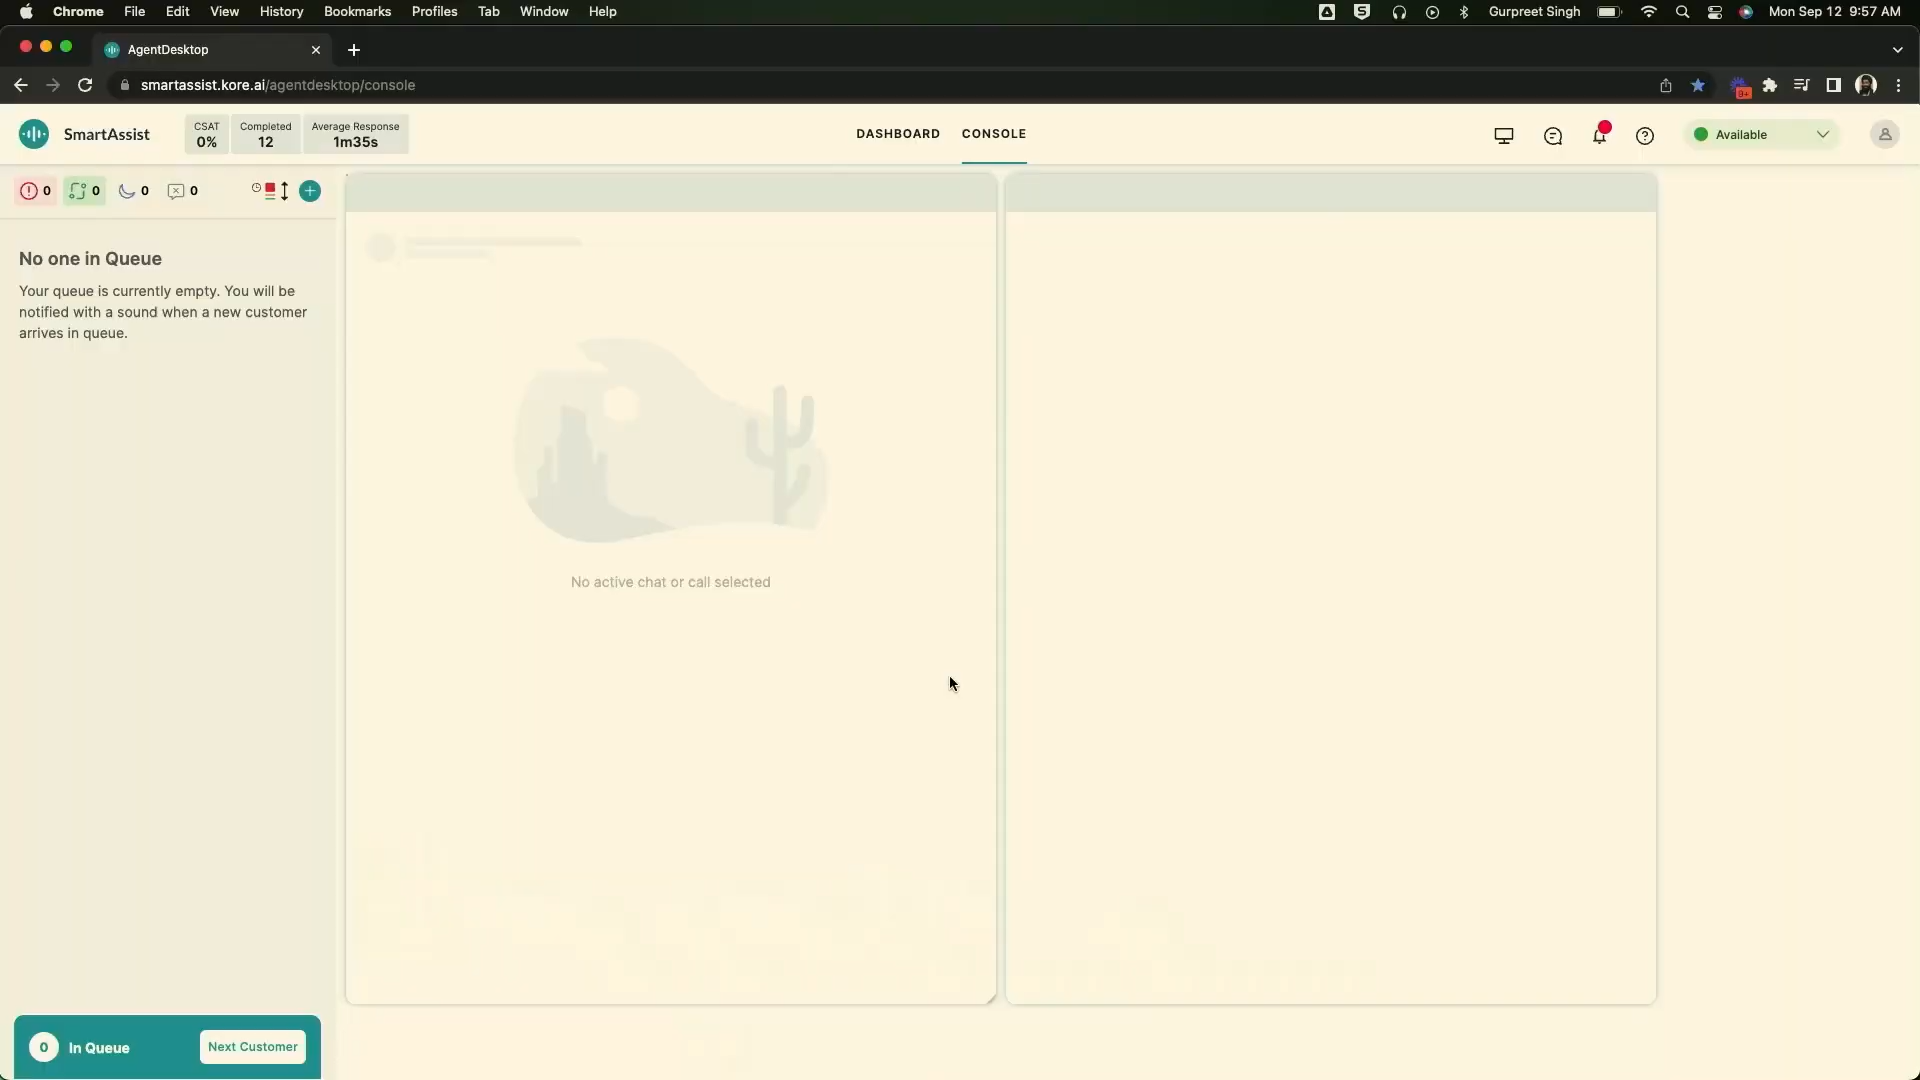 Chrome File Edit View History Bookmarks Profiles Tab Window Help Gurpreet Singh Mon Sep 12 9:57 AM
AgentDesktop
smartassist.kore.ai/agentdesktop/console
9+
SmartAssist
CSAT
0%
Completed
12
Average Response
1m35s
DASHBOARD CONSOLE
Available
0 0 0 0
No one in Queue
Your queue is currently empty. You will be
notified with a sound when a new customer
arrives in queue.
No active chat or call selected
0 In Queue Next Customer